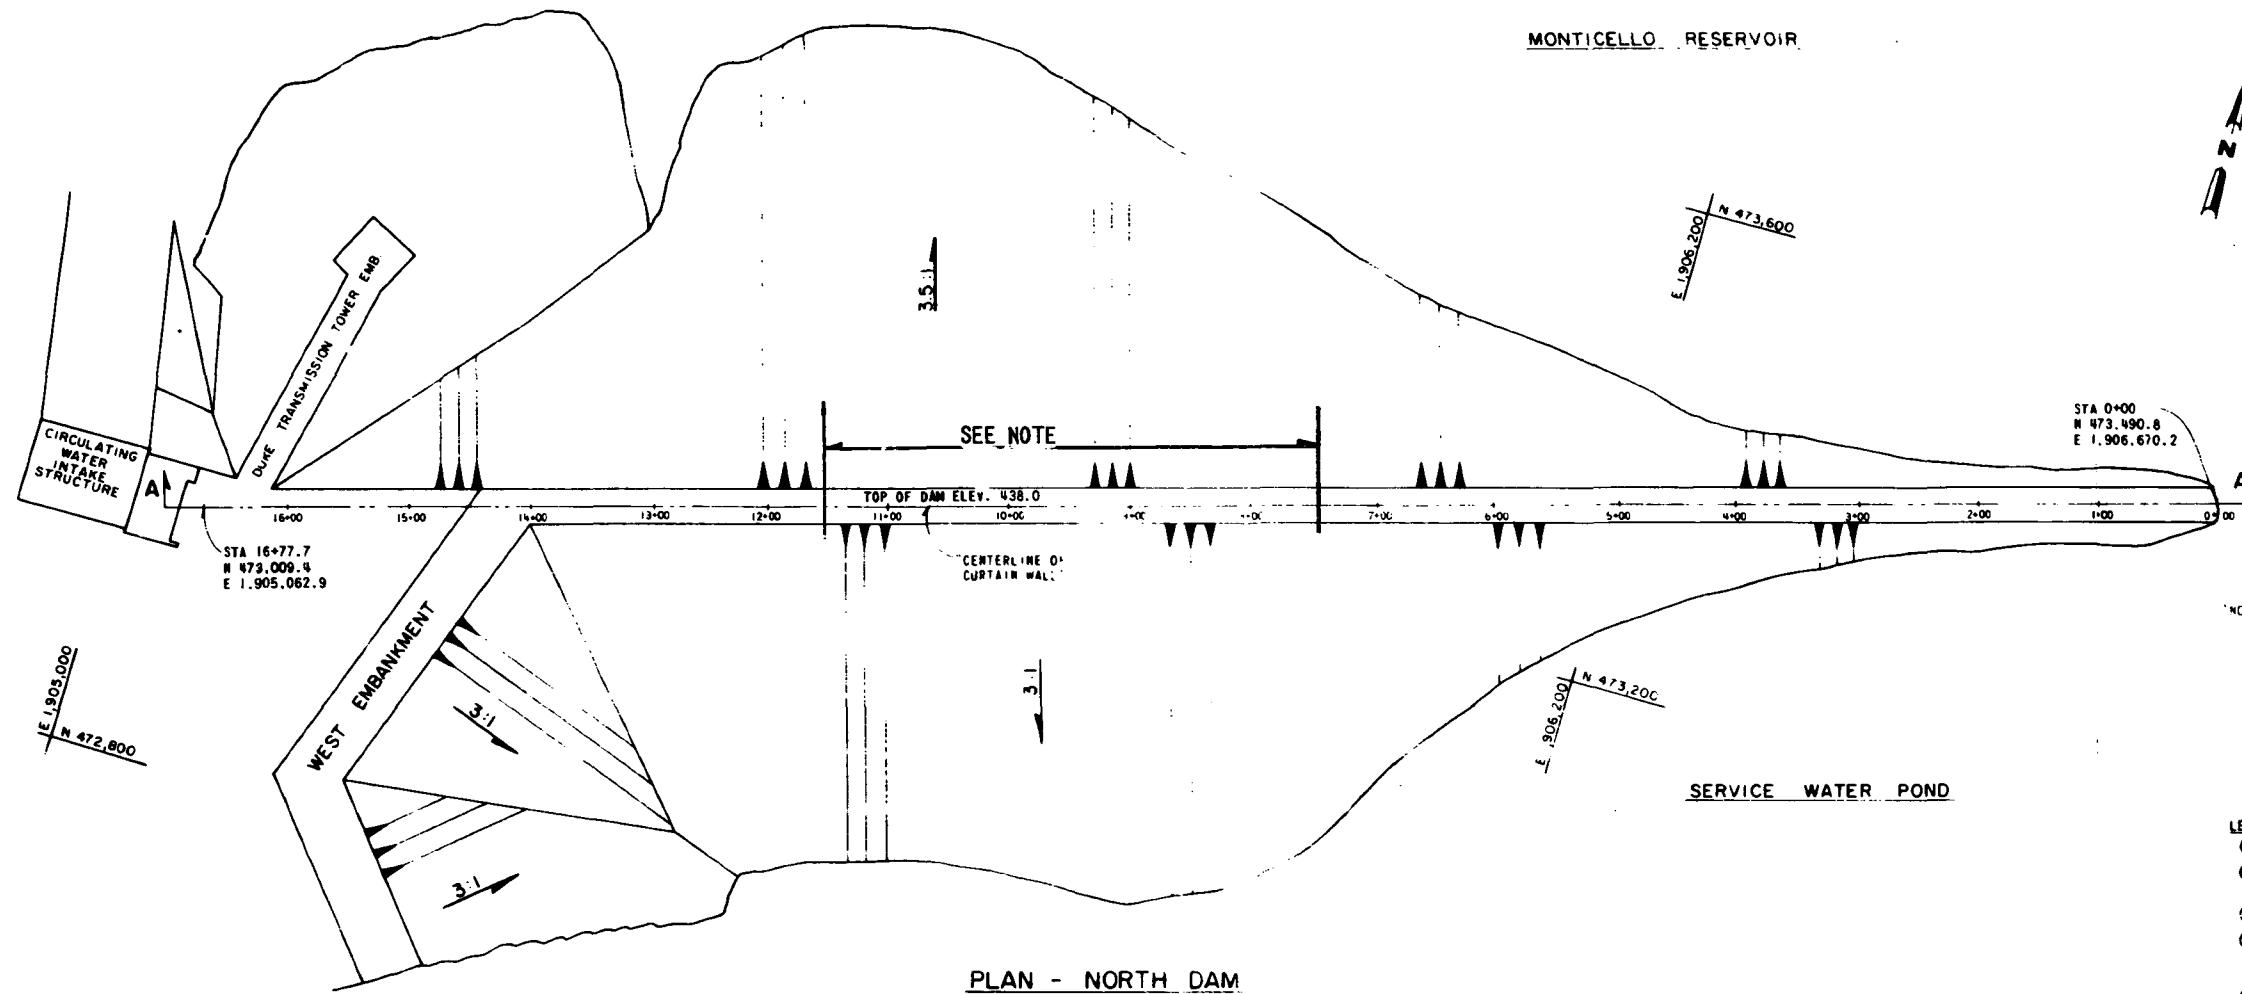 MONTICELLO RESERVOIR
N
N 473,600
E 1,906,200
DUKE TRANSMISSION TOWER EMB.
3.5:1
CIRCULATING
WATER
INTAKE
STRUCTURE
A
SEE NOTE
STA 0+00
N 473,490.8
E 1,906,670.2
A
TOP OF DAM ELEV. 438.0
16+00
15+00
14+00
13+00
12+00
11+00
10+00
7+00
6+00
5+00
4+00
3+00
2+00
1+00
0+00
STA 16+77.7
N 473,009.4
E 1,905,062.9
CENTERLINE O
CURTAIN WAL
WEST EMBANKMENT
3:1
3:1
3:1
E 1,905,000
N 472,800
N 473,200
E 906,200
SERVICE WATER POND
PLAN - NORTH DAM